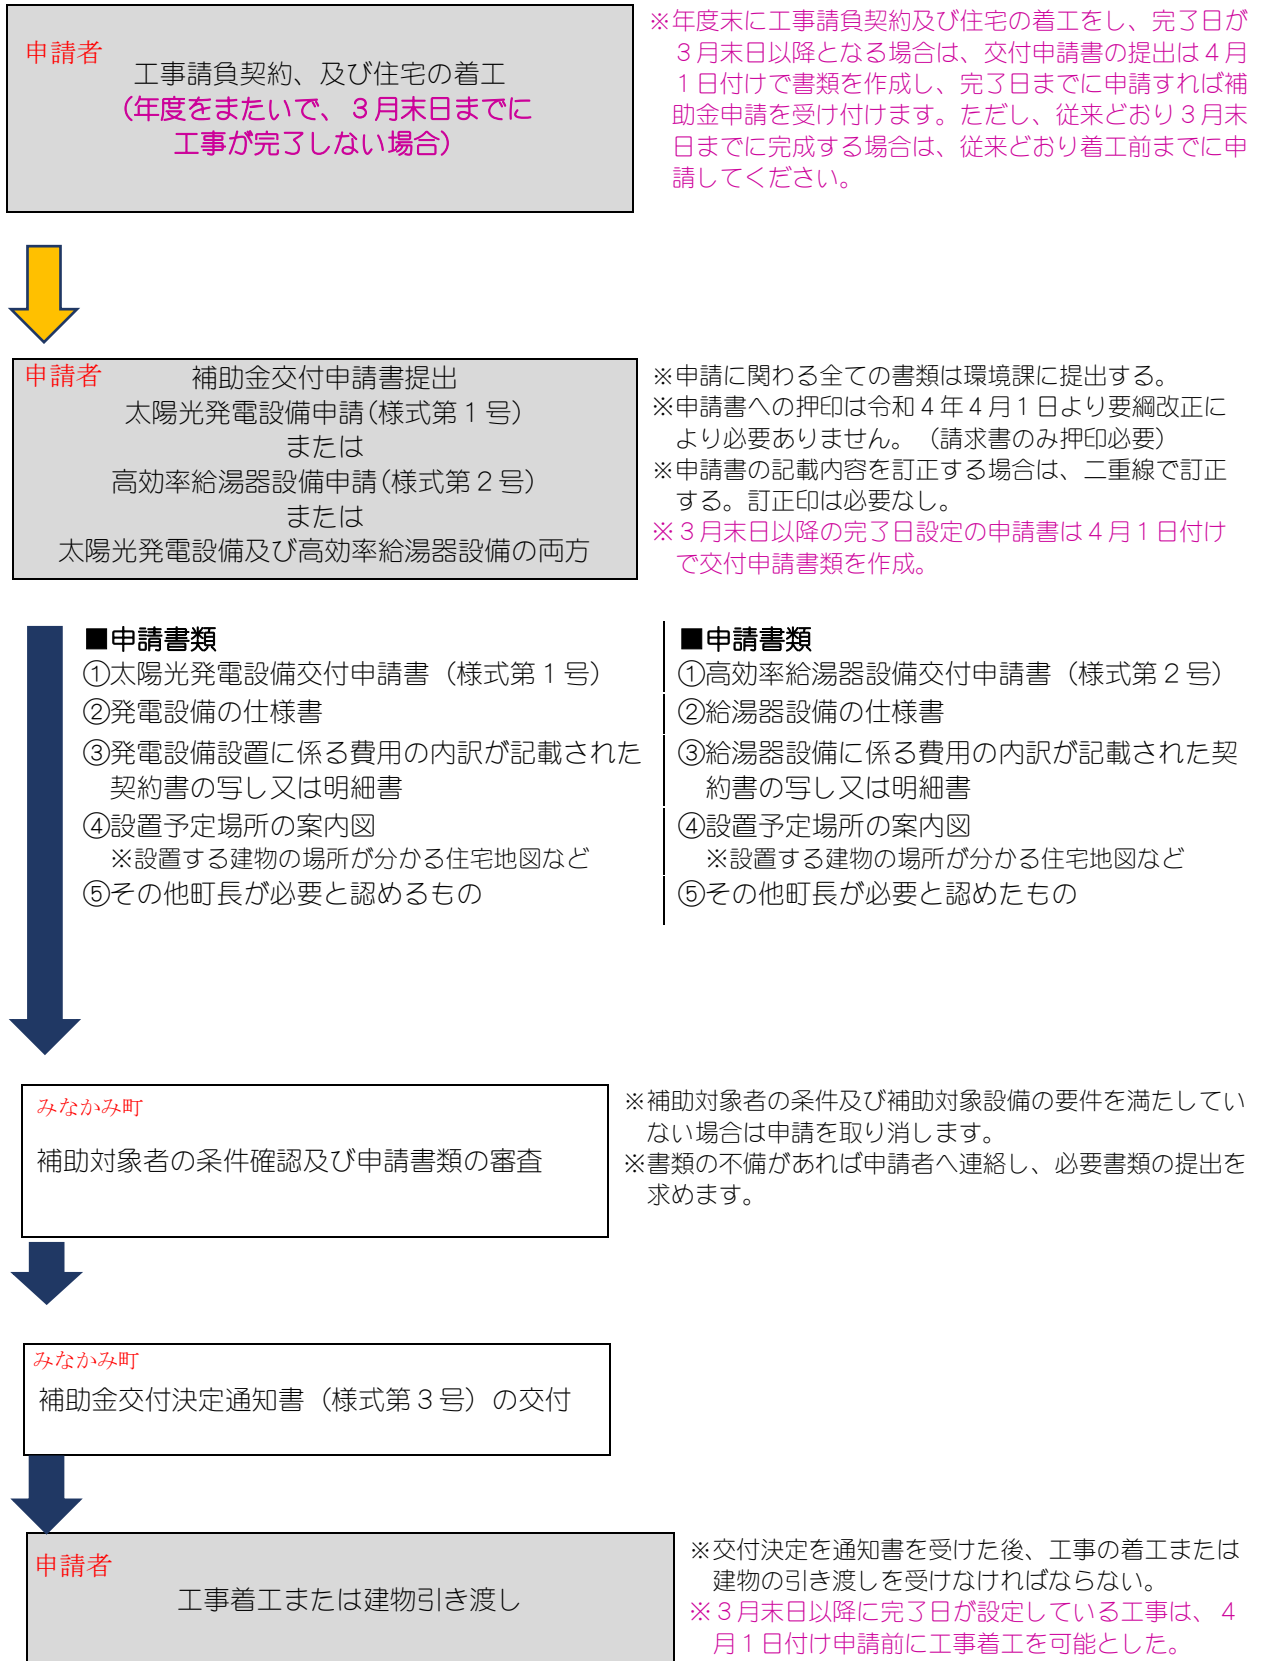 申請者
工事請負契約、及び住宅の着工
（年度をまたいで、３月末日までに
工事が完了しない場合）
※年度末に工事請負契約及び住宅の着工をし、完了日が
３月末日以降となる場合は、交付申請書の提出は４月
１日付けで書類を作成し、完了日までに申請すれば補
助金申請を受け付けます。ただし、従来どおり３月末
日までに完成する場合は、従来どおり着工前までに申
請してください。
申請者
補助金交付申請書提出
太陽光発電設備申請(様式第１号)
または
高効率給湯器設備申請(様式第２号)
または
太陽光発電設備及び高効率給湯器設備の両方
※申請に関わる全ての書類は環境課に提出する。
※申請書への押印は令和４年４月１日より要綱改正に
より必要ありません。（請求書のみ押印必要）
※申請書の記載内容を訂正する場合は、二重線で訂正
する。訂正印は必要なし。
※３月末日以降の完了日設定の申請書は４月１日付け
で交付申請書類を作成。
■申請書類
①太陽光発電設備交付申請書（様式第１号）
②発電設備の仕様書
③発電設備設置に係る費用の内訳が記載された
契約書の写し又は明細書
④設置予定場所の案内図
※設置する建物の場所が分かる住宅地図など
⑤その他町長が必要と認めるもの
■申請書類
①高効率給湯器設備交付申請書（様式第２号）
②給湯器設備の仕様書
③給湯器設備に係る費用の内訳が記載された契
約書の写し又は明細書
④設置予定場所の案内図
※設置する建物の場所が分かる住宅地図など
⑤その他町長が必要と認めたもの
みなかみ町
補助対象者の条件確認及び申請書類の審査
※補助対象者の条件及び補助対象設備の要件を満たしてい
ない場合は申請を取り消します。
※書類の不備があれば申請者へ連絡し、必要書類の提出を
求めます。
みなかみ町
補助金交付決定通知書（様式第３号）の交付
申請者
工事着工または建物引き渡し
※交付決定を通知書を受けた後、工事の着工または
建物の引き渡しを受けなければならない。
※３月末日以降に完了日が設定している工事は、４
月１日付け申請前に工事着工を可能とした。